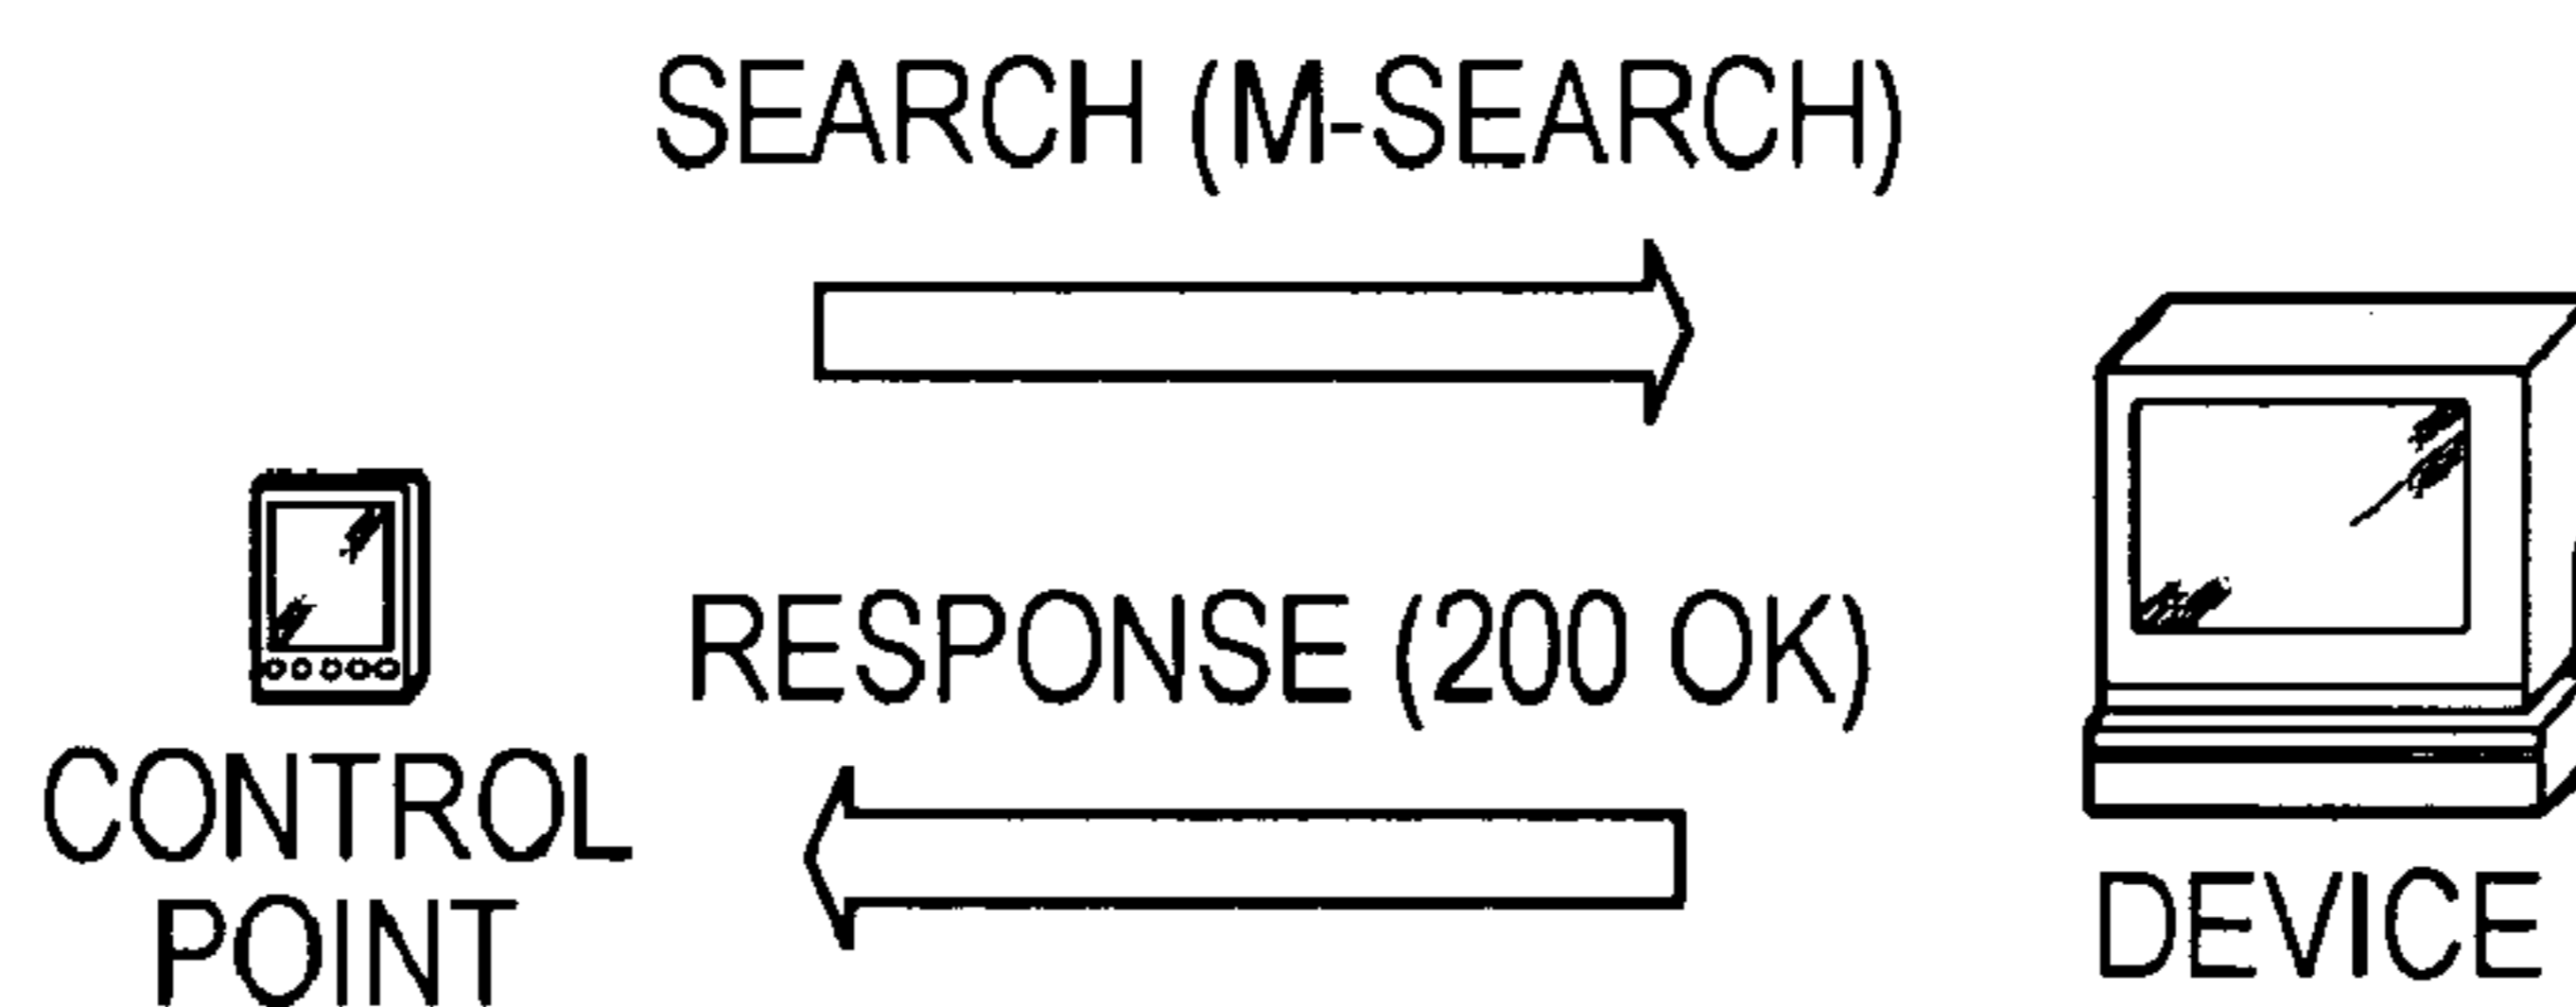 SEARCH (M-SEARCH)
RESPONSE (200 OK)
CONTROL
POINT
DEVICE